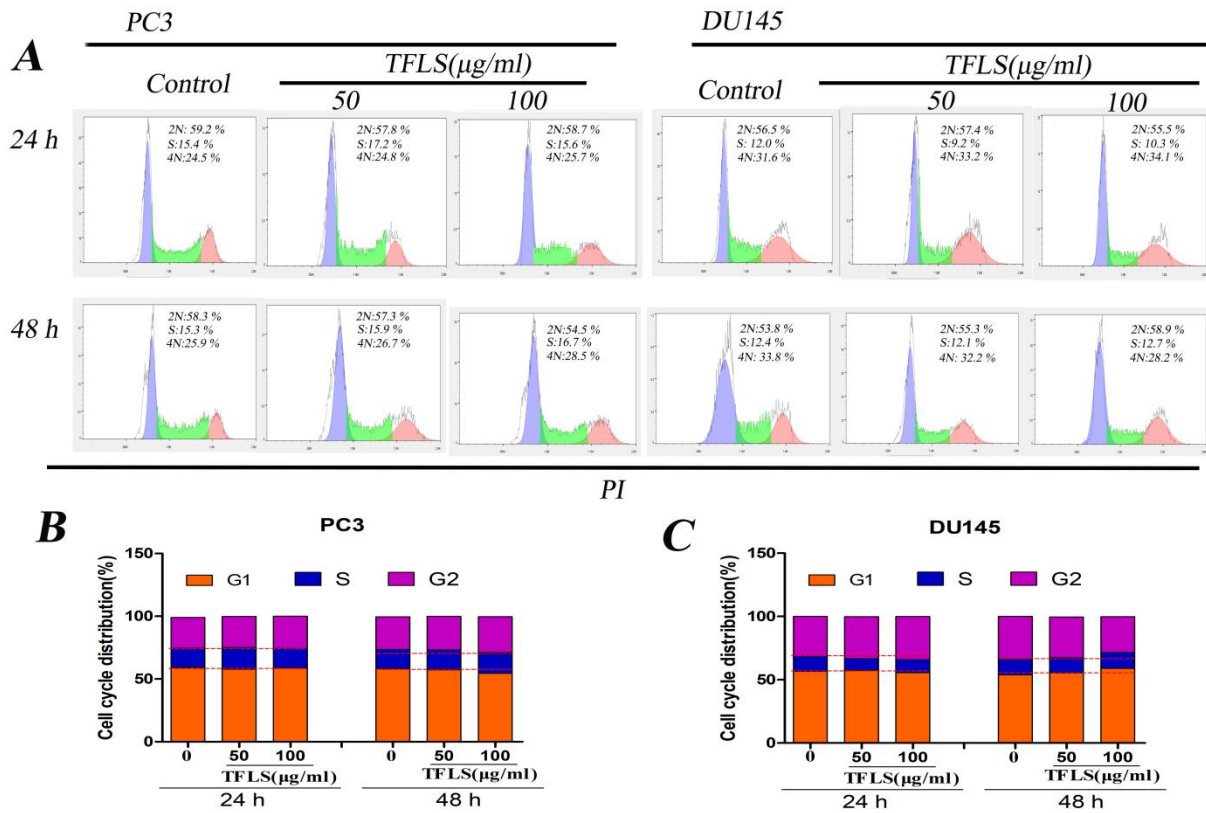 PC3 DU145
A
TFLS(μg/ml) TFLS(μg/ml)
Control 50 100 Control 50 100
24 h
2N: 59.2 %
S:15.4 %
4N:24.5 %
2N:57.8 %
S:17.2 %
4N:24.8 %
2N:58.7 %
S:15.6 %
4N:25.7 %
2N:56.5 %
S: 12.0 %
4N:31.6 %
2N:57.4 %
S:9.2 %
4N:33.2 %
2N:55.5 %
S: 10.3 %
4N:34.1 %
48 h
2N:58.3 %
S:15.3 %
4N:25.9 %
2N:57.3 %
S:15.9 %
4N:26.7 %
2N:54.5 %
S:16.7 %
4N:28.5 %
2N:53.8 %
S:12.4 %
4N: 33.8 %
2N:55.3 %
S:12.1 %
4N: 32.2 %
2N:58.9 %
S:12.7 %
4N:28.2 %
PI
B
PC3
Cell cycle distribution(%)
150
100
50
0
G1 S G2
0 50 100 0 50 100
TFLS(μg/ml) TFLS(μg/ml)
24 h 48 h
C
DU145
Cell cycle distribution(%)
150
100
50
0
G1 S G2
0 50 100 0 50 100
TFLS(μg/ml) TFLS(μg/ml)
24 h 48 h